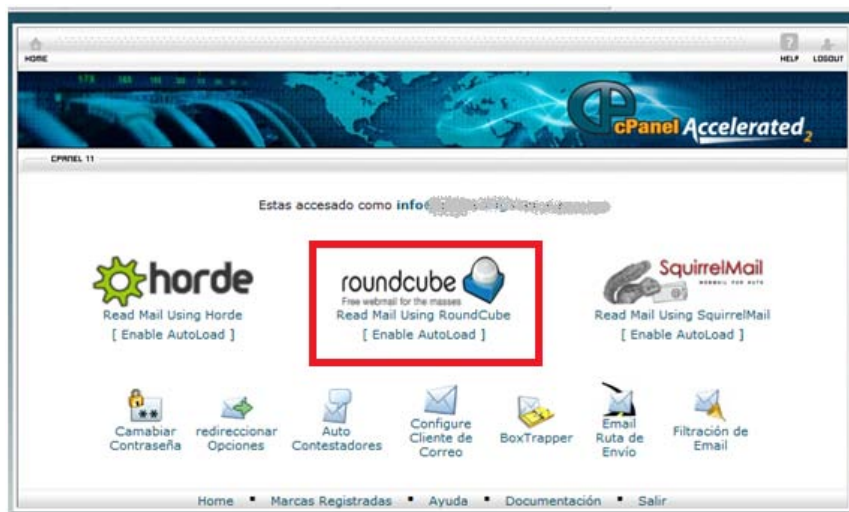 HOME
HELP
LOGOUT
cPanel Accelerated2
CPANEL 11
Estas accesado como info
horde
Read Mail Using Horde
[ Enable AutoLoad ]
roundcube
Free webmail for the masses
Read Mail Using RoundCube
[ Enable AutoLoad ]
SquirrelMail
WEBMAIL FOR NUTS
Read Mail Using SquirrelMail
[ Enable AutoLoad ]
Camabiar
Contraseña
redireccionar
Opciones
Auto
Contestadores
Configure
Cliente de
Correo
BoxTrapper
Email
Ruta de
Envío
Filtración de
Email
Home ▪ Marcas Registradas ▪ Ayuda ▪ Documentación ▪ Salir